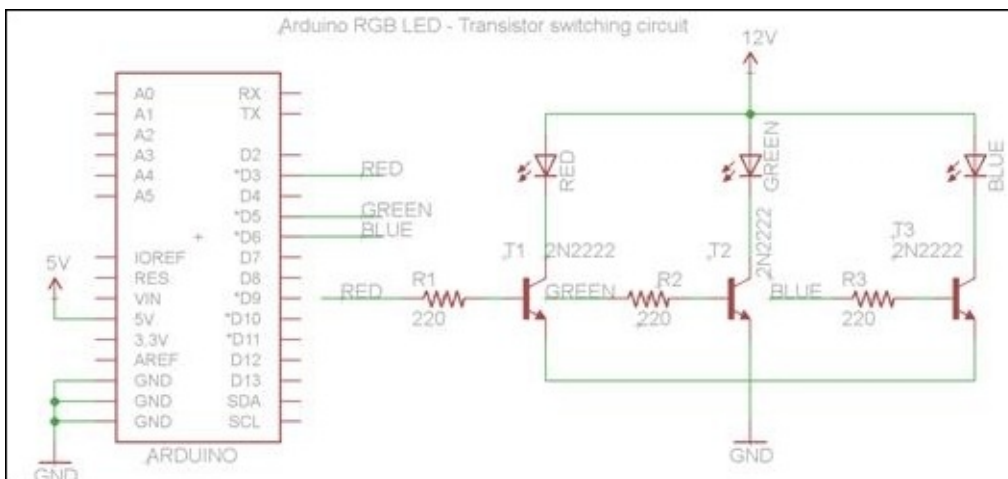 Arduino RGB LED - Transistor switching circuit
12V
A0 RX
A1 TX
A2
A3 D2
A4 *D3 RED
A5 D4
*D5 GREEN
*D6 BLUE
IOREF D7
RES D8
VIN *D9
5V *D10
3,3V *D11
AREF D12
GND D13
GND SDA
GND SCL
ARDUINO
5V
GND
RED
GREEN
BLUE
T1 2N2222
T2 2N2222
T3
2N2222
RED R1
220
GREEN R2
220
BLUE R3
220
GND